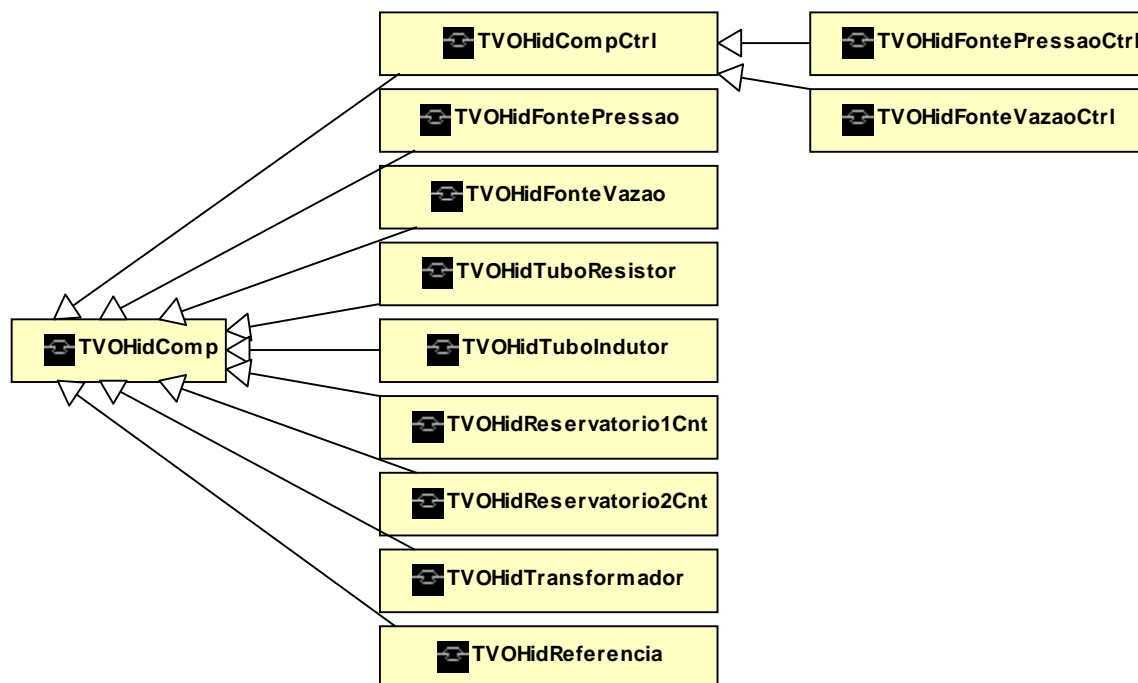 TVOHidCompCtrl
TVOHidFontePressaoCtrl
TVOHidFontePressao
TVOHidFonteVazaoCtrl
TVOHidFonteVazao
TVOHidTuboResistor
TVOHidComp
TVOHidTuboIndutor
TVOHidReservatorio1Cnt
TVOHidReservatorio2Cnt
TVOHidTransformador
TVOHidReferencia